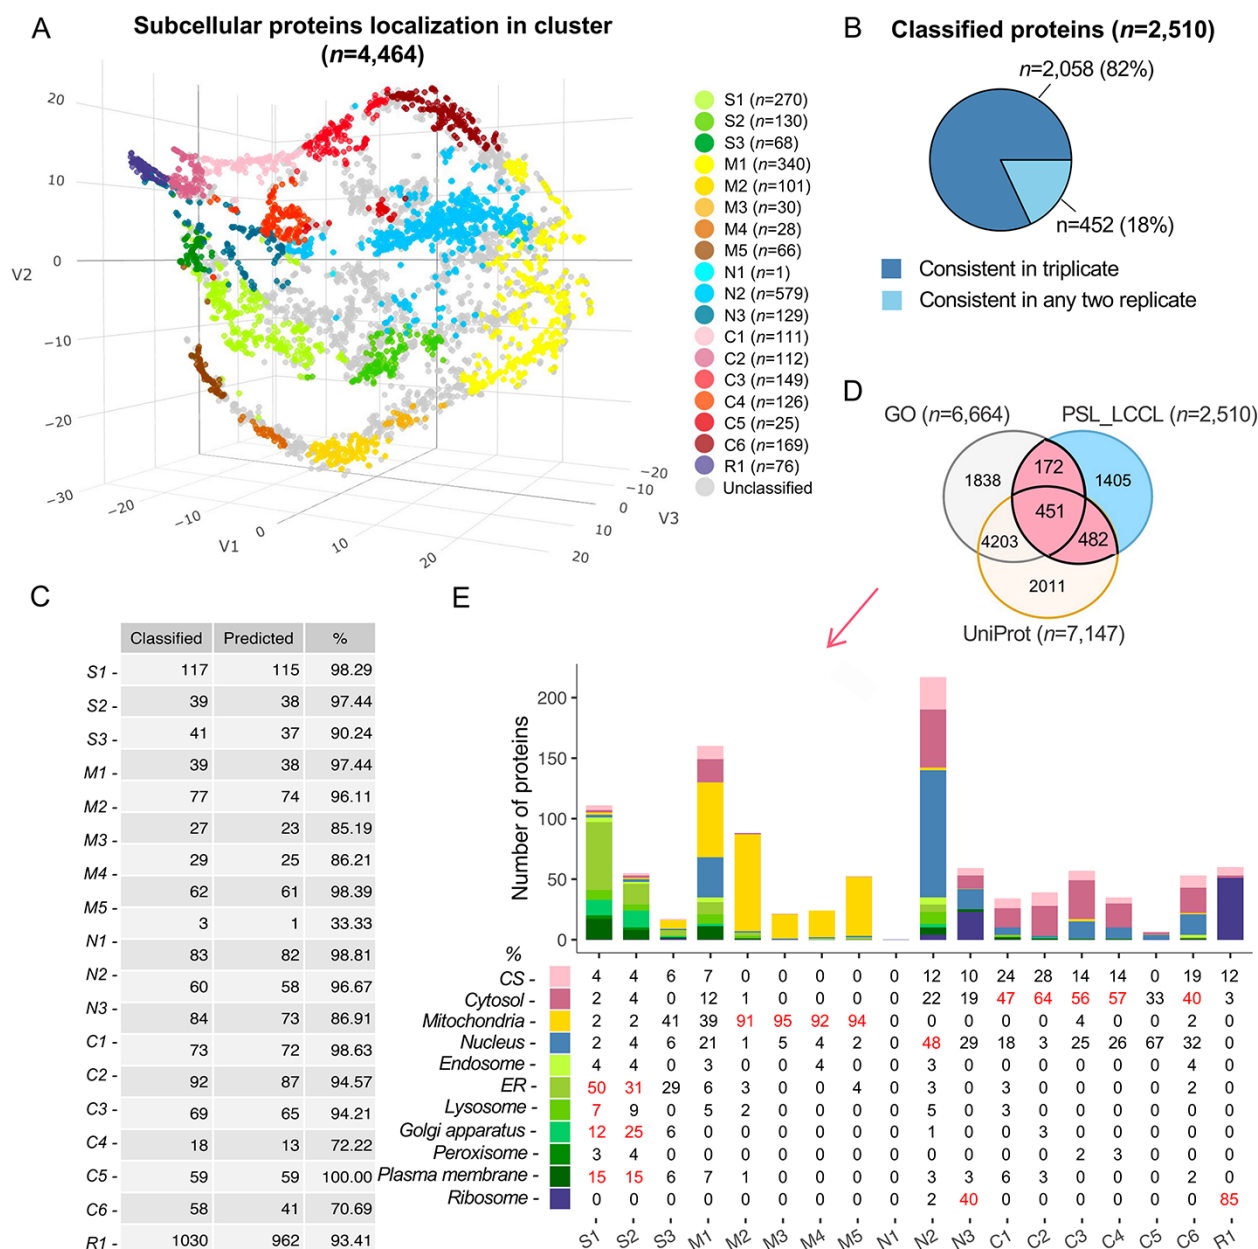 A
Subcellular proteins localization in cluster
(n=4,464)
20
10
0
V2
−10
−20
−30
−20
−10
V1
0
10
20
20
10
0
−10
−20
V3
S1 (n=270)
S2 (n=130)
S3 (n=68)
M1 (n=340)
M2 (n=101)
M3 (n=30)
M4 (n=28)
M5 (n=66)
N1 (n=1)
N2 (n=579)
N3 (n=129)
C1 (n=111)
C2 (n=112)
C3 (n=149)
C4 (n=126)
C5 (n=25)
C6 (n=169)
R1 (n=76)
Unclassified
B
Classified proteins (n=2,510)
n=2,058 (82%)
n=452 (18%)
Consistent in triplicate
Consistent in any two replicate
D
GO (n=6,664) PSL_LCCL (n=2,510)
1838 172 1405
451
4203 482
2011
UniProt (n=7,147)
C
Classified Predicted %
S1 - 117 115 98.29
S2 - 39 38 97.44
S3 - 41 37 90.24
M1 - 39 38 97.44
M2 - 77 74 96.11
M3 - 27 23 85.19
M4 - 29 25 86.21
M5 - 62 61 98.39
N1 - 3 1 33.33
N2 - 83 82 98.81
N3 - 60 58 96.67
C1 - 84 73 86.91
C2 - 73 72 98.63
C3 - 92 87 94.57
C4 - 69 65 94.21
C5 - 18 13 72.22
C6 - 59 59 100.00
R1 - 58 41 70.69
1030 962 93.41
E
Number of proteins
200
150
100
50
0
%
CS - 4 4 6 7 0 0 0 0 0 12 10 24 28 14 14 0 19 12
Cytosol - 2 4 0 12 1 0 0 0 0 22 19 47 64 56 57 33 40 3
Mitochondria - 2 2 41 39 91 95 92 94 0 0 0 0 0 4 0 0 2 0
Nucleus - 2 4 6 21 1 5 4 2 0 48 29 18 3 25 26 67 32 0
Endosome - 4 4 0 3 0 0 4 0 0 3 0 0 0 0 0 0 4 0
ER - 50 31 29 6 3 0 0 4 0 3 0 3 0 0 0 0 2 0
Lysosome - 7 9 0 5 2 0 0 0 0 5 0 3 0 0 0 0 0 0
Golgi apparatus - 12 25 6 0 0 0 0 0 0 1 0 0 3 0 0 0 0 0
Peroxisome - 3 4 0 0 0 0 0 0 0 0 0 0 0 2 3 0 0 0
Plasma membrane - 15 15 6 7 1 0 0 0 0 3 3 6 3 0 0 0 2 0
Ribosome - 0 0 0 0 0 0 0 0 0 2 40 0 0 0 0 0 0 85
S1 S2 S3 M1 M2 M3 M4 M5 N1 N2 N3 C1 C2 C3 C4 C5 C6 R1